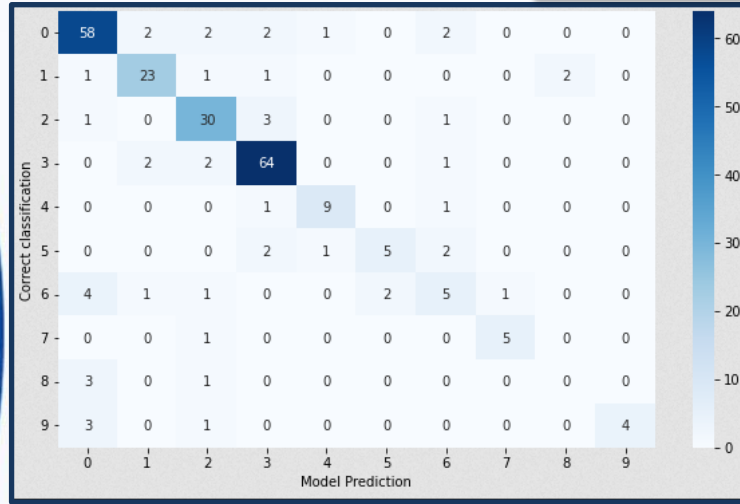 0 58 2 2 2 1 0 2 0 0 0
1 1 23 1 1 0 0 0 0 2 0
2 1 0 30 3 0 0 1 0 0 0
3 0 2 2 64 0 0 1 0 0 0
4 0 0 0 1 9 0 1 0 0 0
5 0 0 0 2 1 5 2 0 0 0
6 4 1 1 0 0 2 5 1 0 0
7 0 0 1 0 0 0 0 5 0 0
8 3 0 1 0 0 0 0 0 0 0
9 3 0 1 0 0 0 0 0 0 4
0 1 2 3 4 5 6 7 8 9
Model Prediction
Correct classification
60
50
40
30
20
10
0